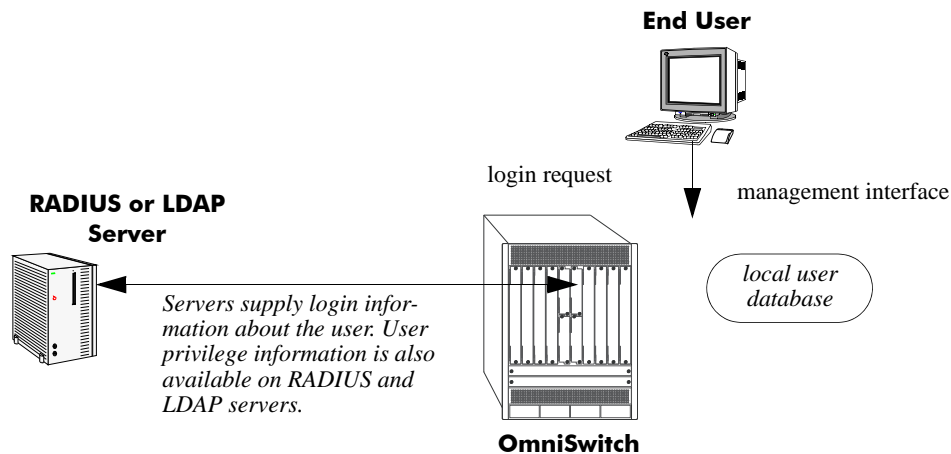 End User
login request
management interface
RADIUS or LDAP
Server
local user
database
Servers supply login infor-
mation about the user. User
privilege information is also
available on RADIUS and
LDAP servers.
OmniSwitch